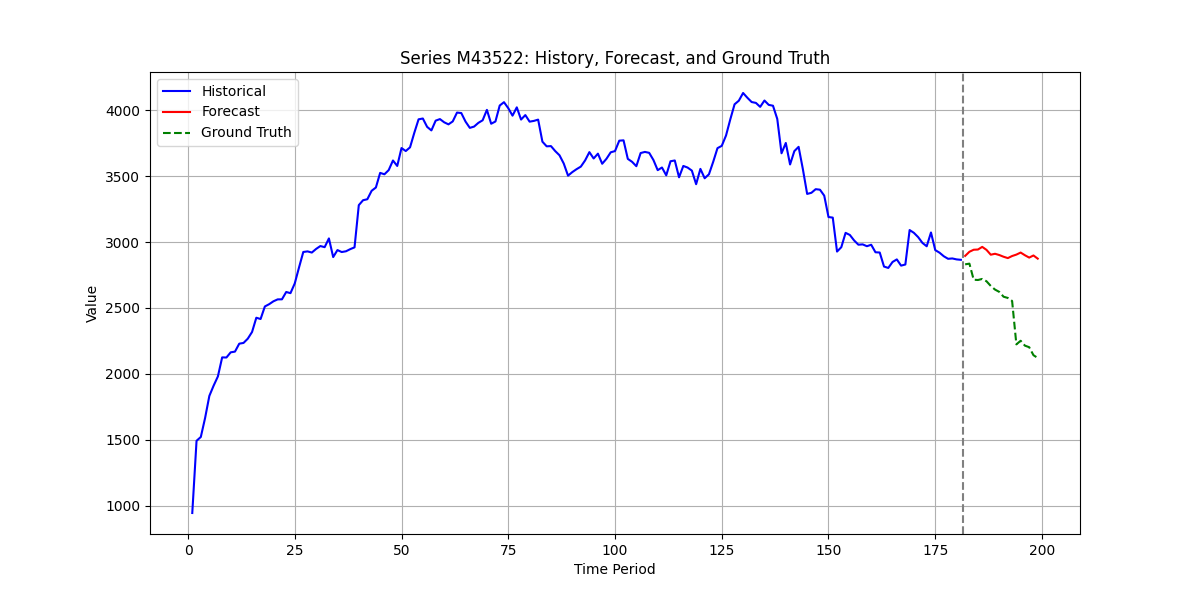 Series M43522: History, Forecast, and Ground Truth
Historical
Forecast
Ground Truth
4000
3500
3000
2500
2000
1500
1000
Value
0 25 50 75 100 125 150 175 200
Time Period